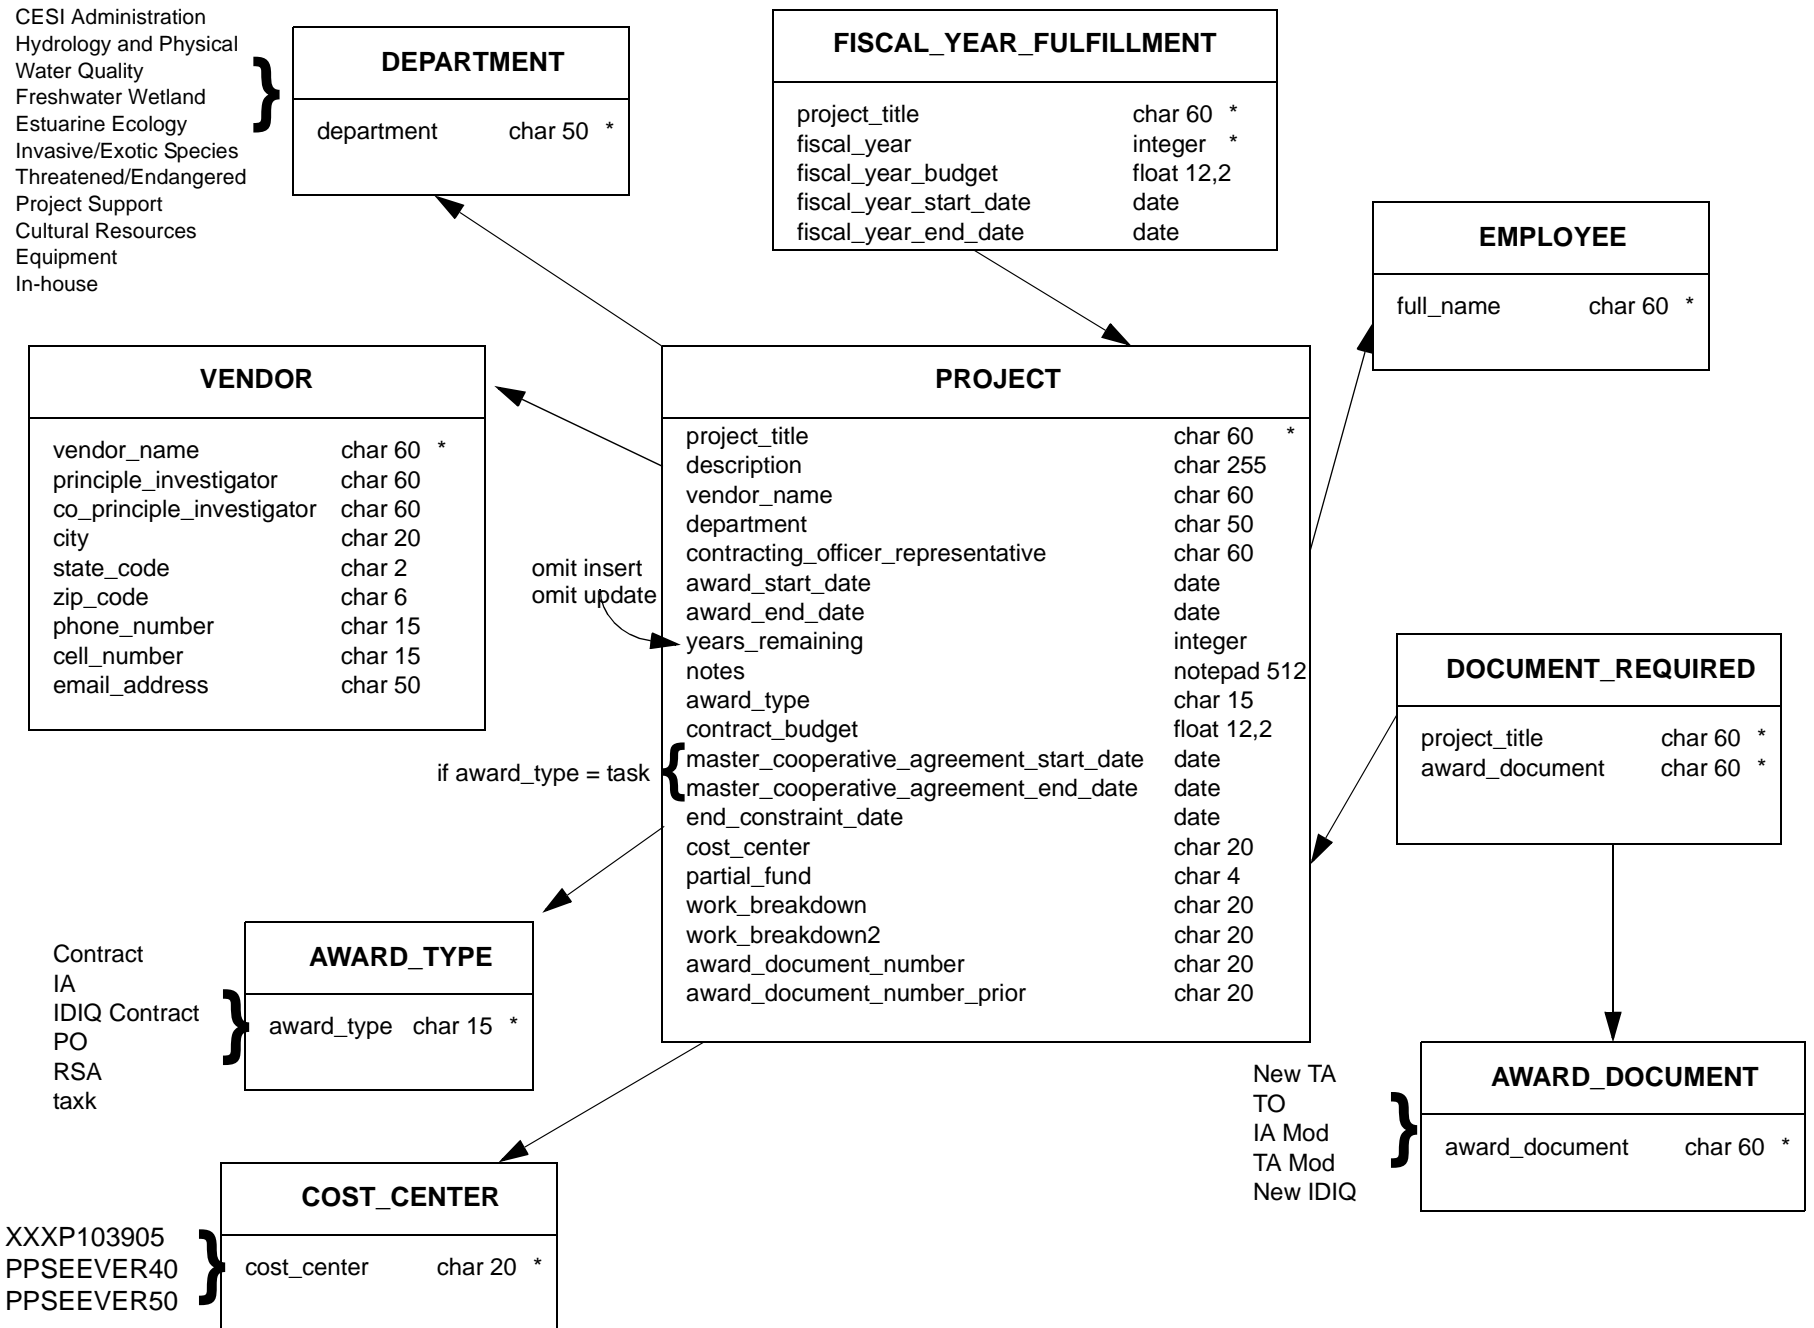 CESI Administration
Hydrology and Physical
Water Quality
Freshwater Wetland
Estuarine Ecology
Invasive/Exotic Species
Threatened/Endangered
Project Support
Cultural Resources
Equipment
In-house
DEPARTMENT
department char 50 *
FISCAL_YEAR_FULFILLMENT
project_title char 60 *
fiscal_year integer *
fiscal_year_budget float 12,2
fiscal_year_start_date date
fiscal_year_end_date date
EMPLOYEE
full_name char 60 *
VENDOR
vendor_name char 60 *
principle_investigator char 60
co_principle_investigator char 60
city char 20
state_code char 2
zip_code char 6
phone_number char 15
cell_number char 15
email_address char 50
omit insert
omit update
if award_type = task
PROJECT
project_title char 60 *
description char 255
vendor_name char 60
department char 50
contracting_officer_representative char 60
award_start_date date
award_end_date date
years_remaining integer
notes notepad 512
award_type char 15
contract_budget float 12,2
master_cooperative_agreement_start_date date
master_cooperative_agreement_end_date date
end_constraint_date date
cost_center char 20
partial_fund char 4
work_breakdown char 20
work_breakdown2 char 20
award_document_number char 20
award_document_number_prior char 20
DOCUMENT_REQUIRED
project_title char 60 *
award_document char 60 *
Contract
IA
IDIQ Contract
PO
RSA
taxk
AWARD_TYPE
award_type char 15 *
New TA
TO
IA Mod
TA Mod
New IDIQ
AWARD_DOCUMENT
award_document char 60 *
XXXP103905
PPSEEVER40
PPSEEVER50
COST_CENTER
cost_center char 20 *